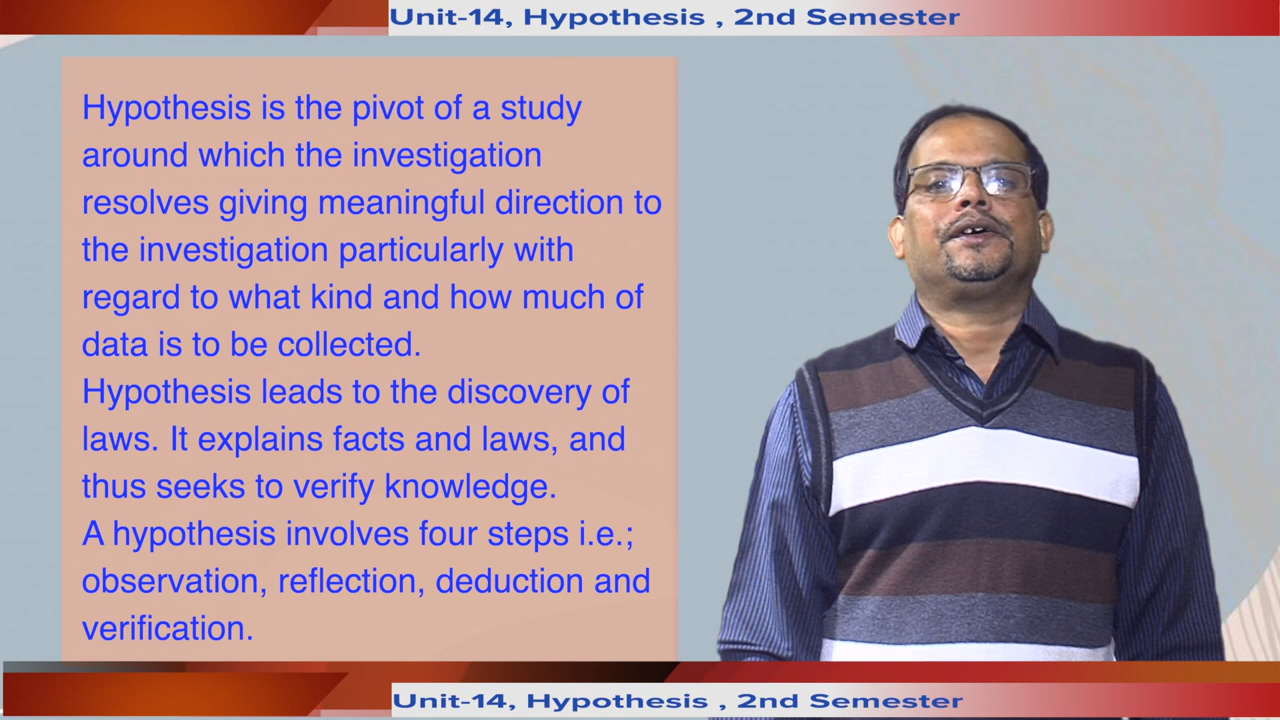 Unit-14, Hypothesis , 2nd Semester
Hypothesis is the pivot of a study
around which the investigation
resolves giving meaningful direction to
the investigation particularly with
regard to what kind and how much of
data is to be collected.
Hypothesis leads to the discovery of
laws. It explains facts and laws, and
thus seeks to verify knowledge.
A hypothesis involves four steps i.e.;
observation, reflection, deduction and
verification.
Unit-14, Hypothesis , 2nd Semester